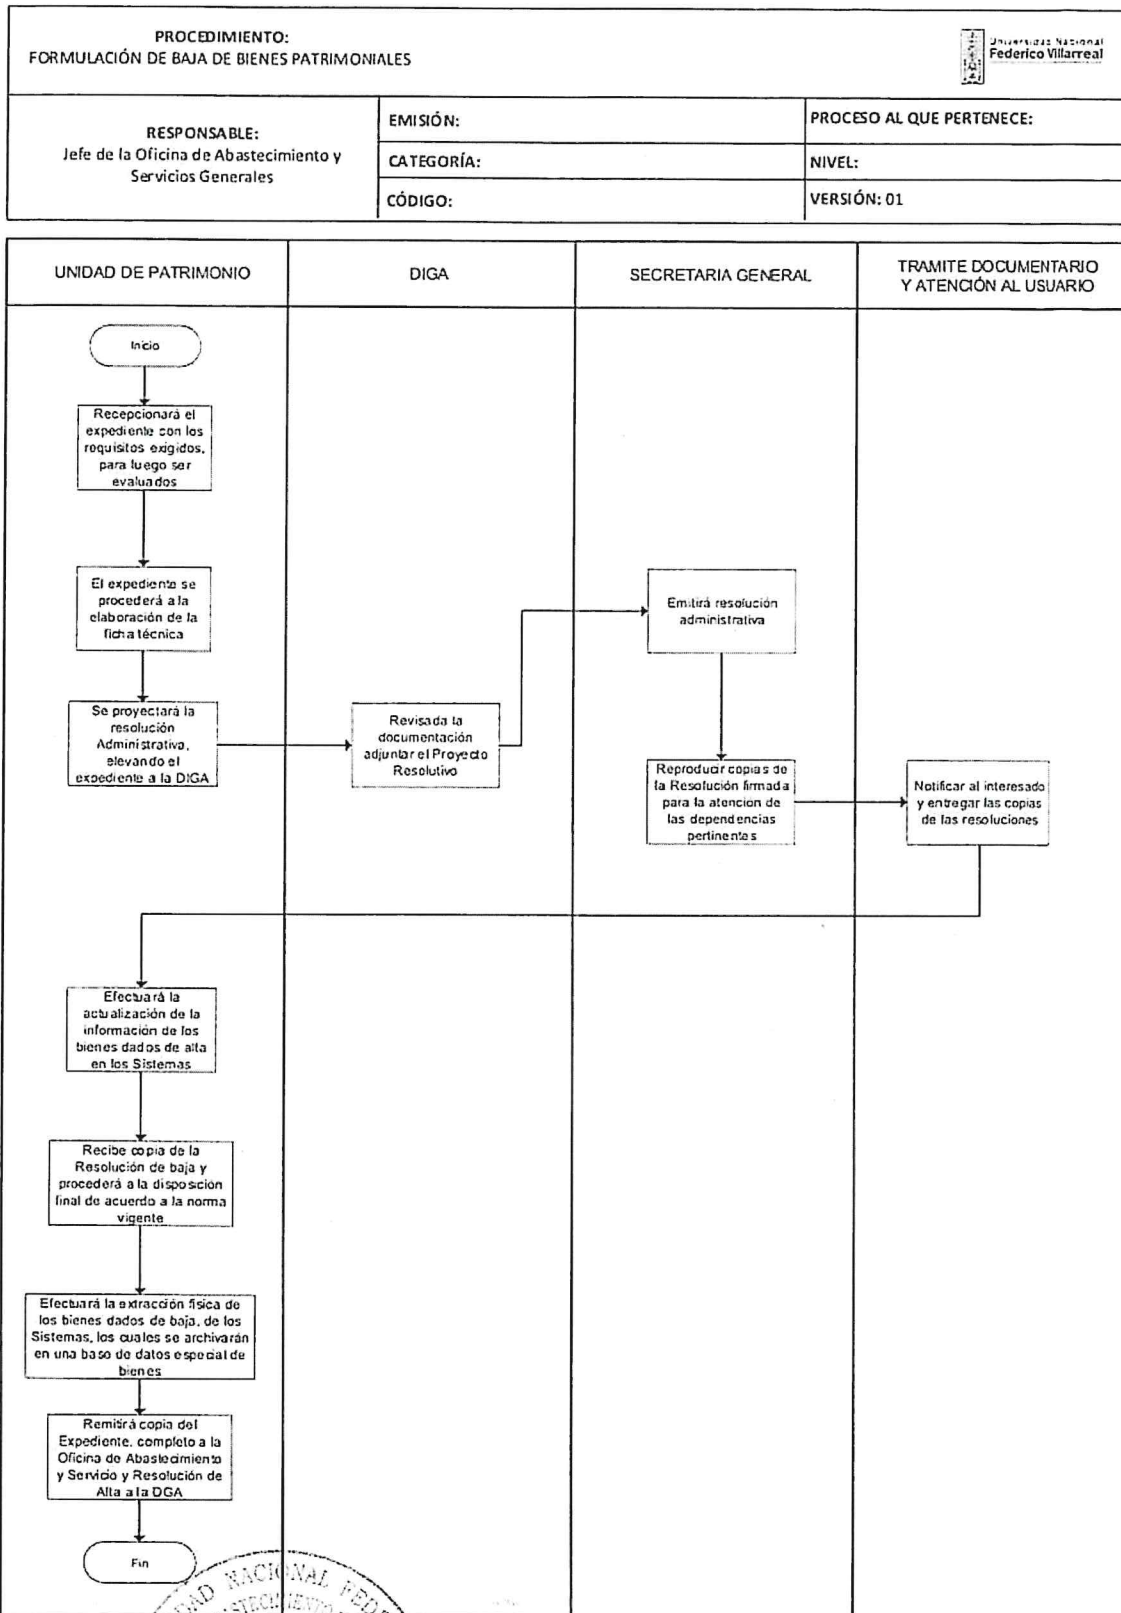 PROCEDIMIENTO:
FORMULACIÓN DE BAJA DE BIENES PATRIMONIALES
Universidad Nacional
Federico Villarreal
RESPONSABLE:
Jefe de la Oficina de Abastecimiento y
Servicios Generales
EMISIÓN:
PROCESO AL QUE PERTENECE:
CATEGORÍA:
NIVEL:
CÓDIGO:
VERSIÓN: 01
UNIDAD DE PATRIMONIO
DIGA
SECRETARIA GENERAL
TRAMITE DOCUMENTARIO
Y ATENCIÓN AL USUARIO
Inicio
Recepcionará el
expediente con los
requisitos exigidos,
para luego ser
evaluados
El expediente se
procederá a la
elaboración de la
ficha técnica
Se proyectará la
resolución
Administrativa,
elevando el
expediente a la DIGA
Revisada la
documentación
adjuntar el Proyecto
Resolutivo
Emitirá resolución
administrativa
Reproducir copias de
la Resolución firmada
para la atención de
las dependencias
pertinentes
Notificar al interesado
y entregar las copias
de las resoluciones
Efectuará la
actualización de la
información de los
bienes dados de alta
en los Sistemas
Recibe copia de la
Resolución de baja y
procederá a la disposición
final de acuerdo a la norma
vigente
Efectuará la extracción física de
los bienes dados de baja, de los
Sistemas, los cuales se archivarán
en una base de datos especial de
bienes
Remitirá copia del
Expediente, completo a la
Oficina de Abastecimiento
y Servicio y Resolución de
Alta a la DGA
Fin
NACIONAL